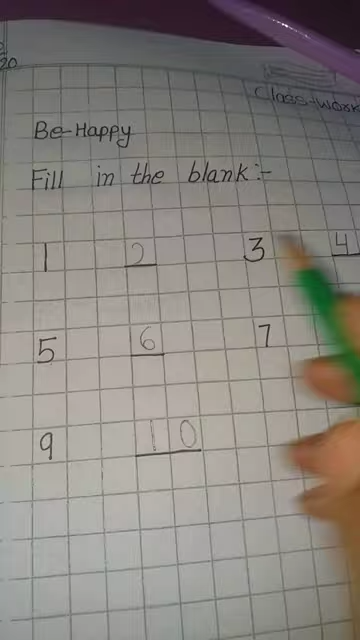 20
Class-work
Be-Happy
Fill in the blank:-
1 2 3 4
5 6 7
9 10